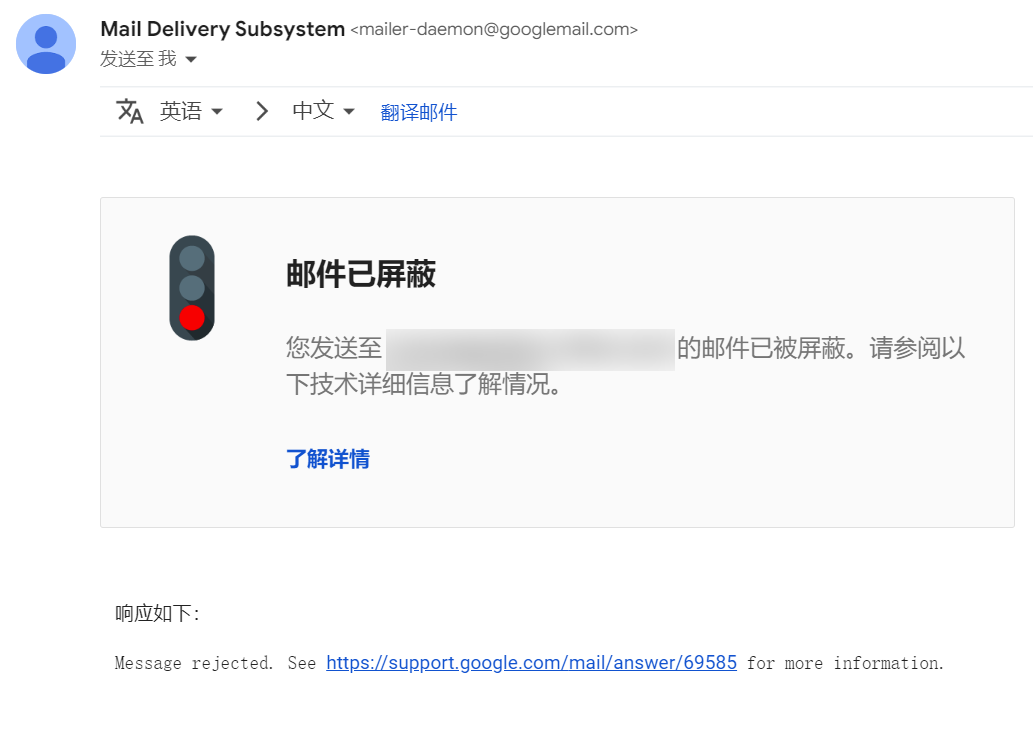 Mail Delivery Subsystem <mailer-daemon@googlemail.com>
发送至 我
英语 中文 翻译邮件
邮件已屏蔽
您发送至 的邮件已被屏蔽。请参阅以
下技术详细信息了解情况。
了解详情
响应如下：
Message rejected. See https://support.google.com/mail/answer/69585 for more information.